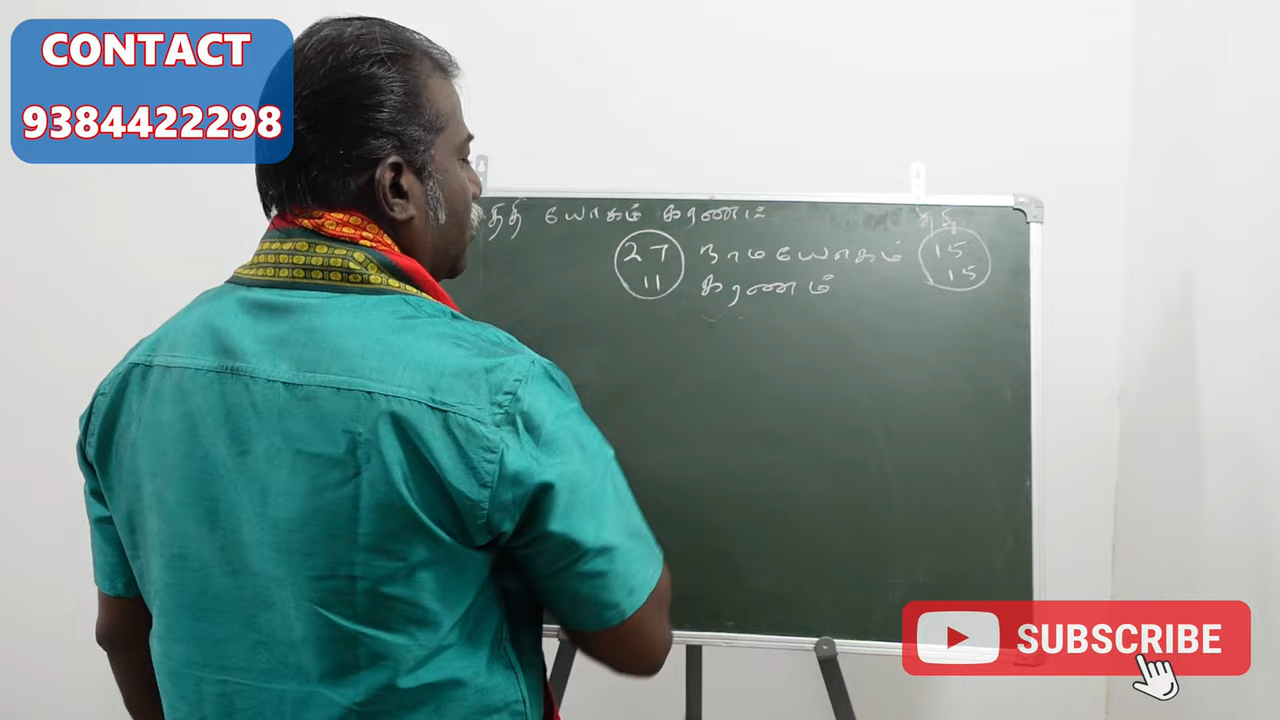 CONTACT
9384422298
திதி யோகம் கரணம்
27 நாமயோகம் 15
11 கரணம் 15
SUBSCRIBE